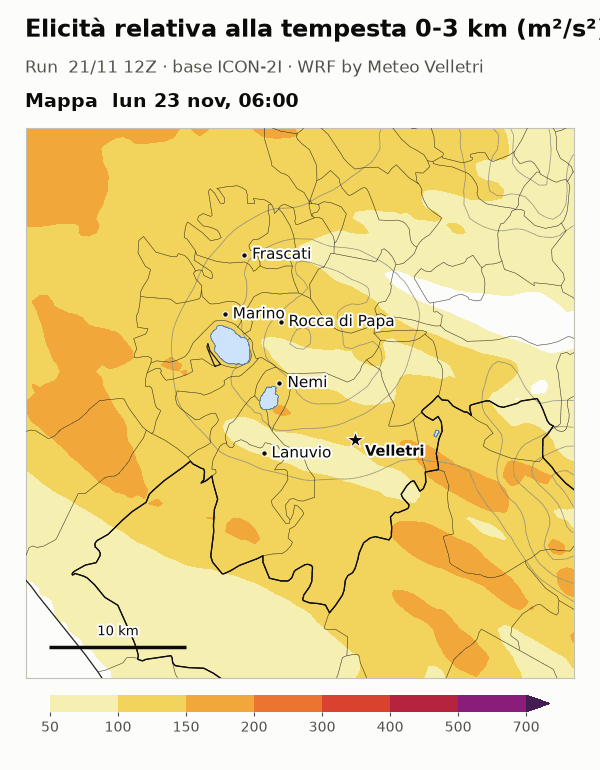 Elicità relativa alla tempesta 0-3 km (m²/s²)
Run 21/11 12Z · base ICON-2I · WRF by Meteo Velletri
Mappa lun 23 nov, 06:00
Frascati
Marino
Rocca di Papa
Nemi
Velletri
Lanuvio
10 km
50 100 150 200 300 400 500 700